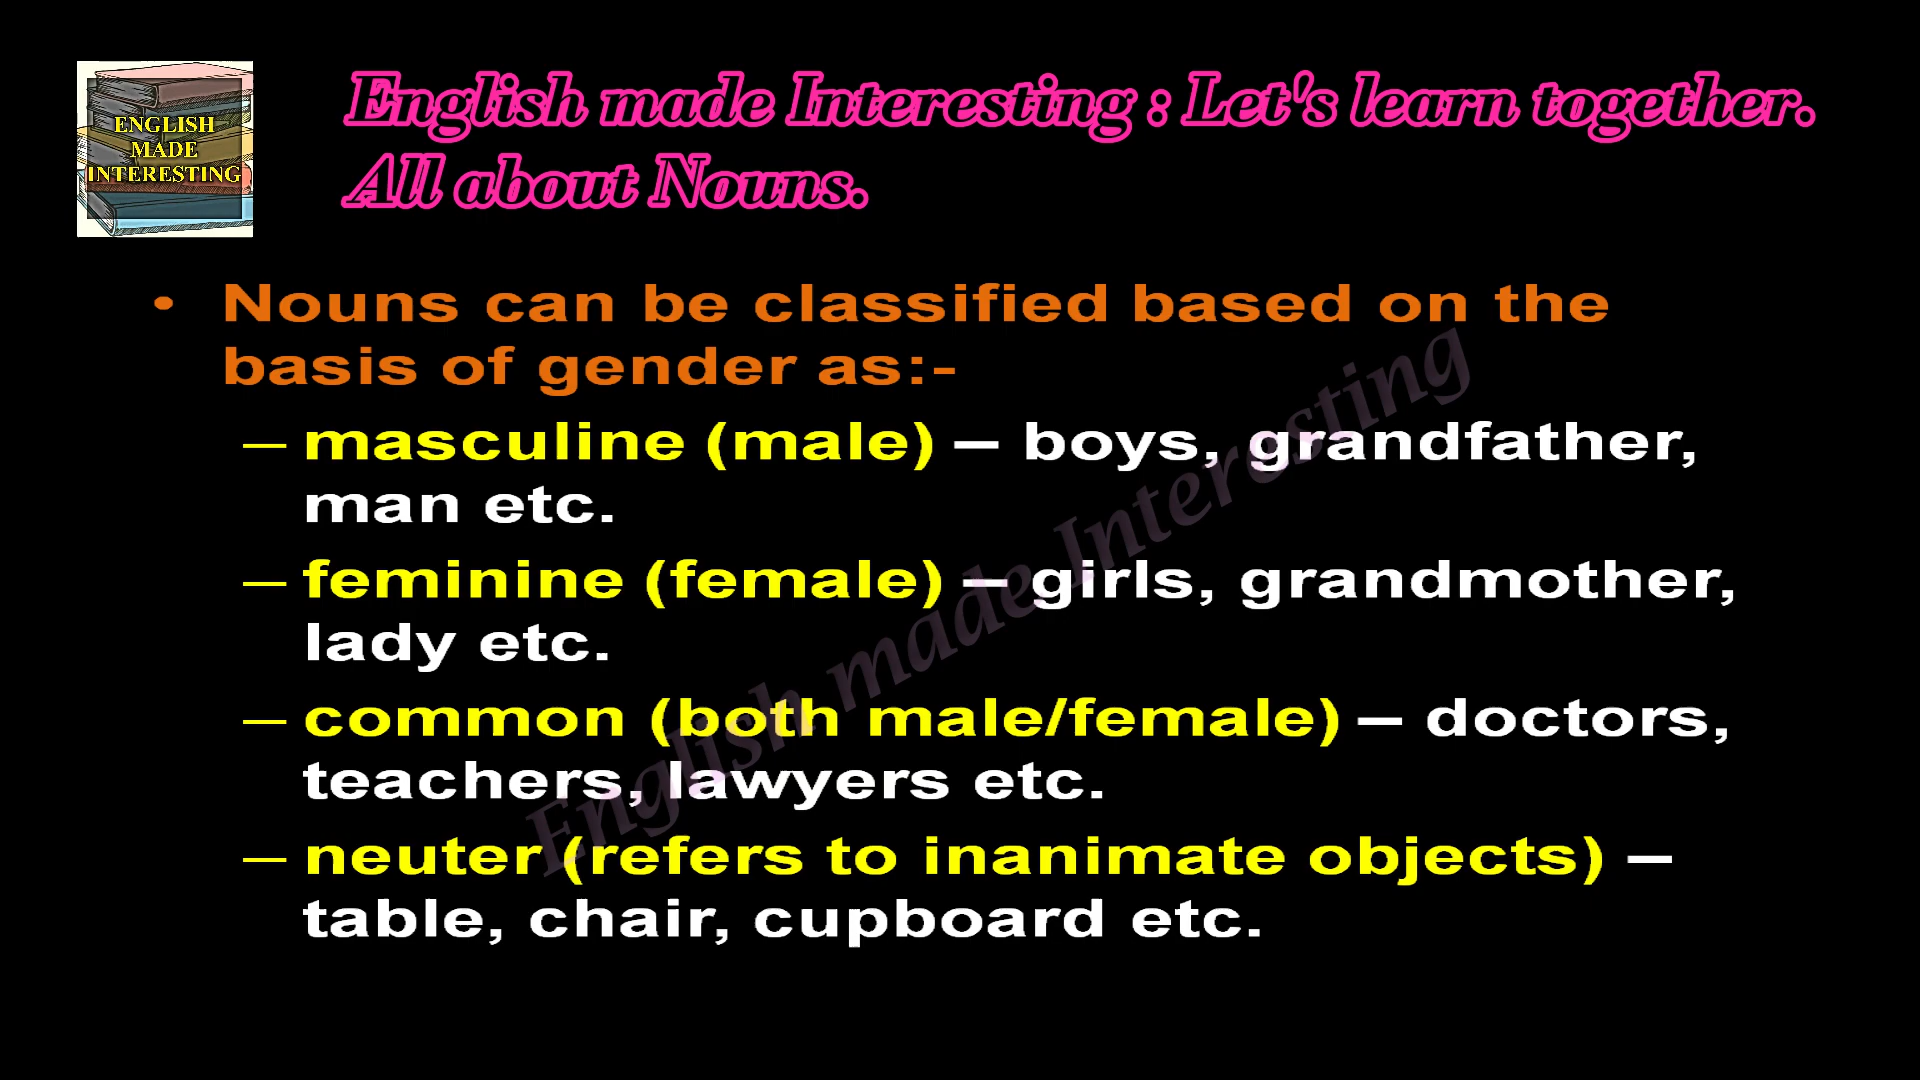 ENGLISH
MADE
INTERESTING
English made Interesting : Let's learn together.
All about Nouns.
• Nouns can be classified based on the
basis of gender as:-
– masculine (male) – boys, grandfather,
man etc.
– feminine (female) – girls, grandmother,
lady etc.
– common (both male/female) – doctors,
teachers, lawyers etc.
– neuter (refers to inanimate objects) –
table, chair, cupboard etc.
English made Interesting